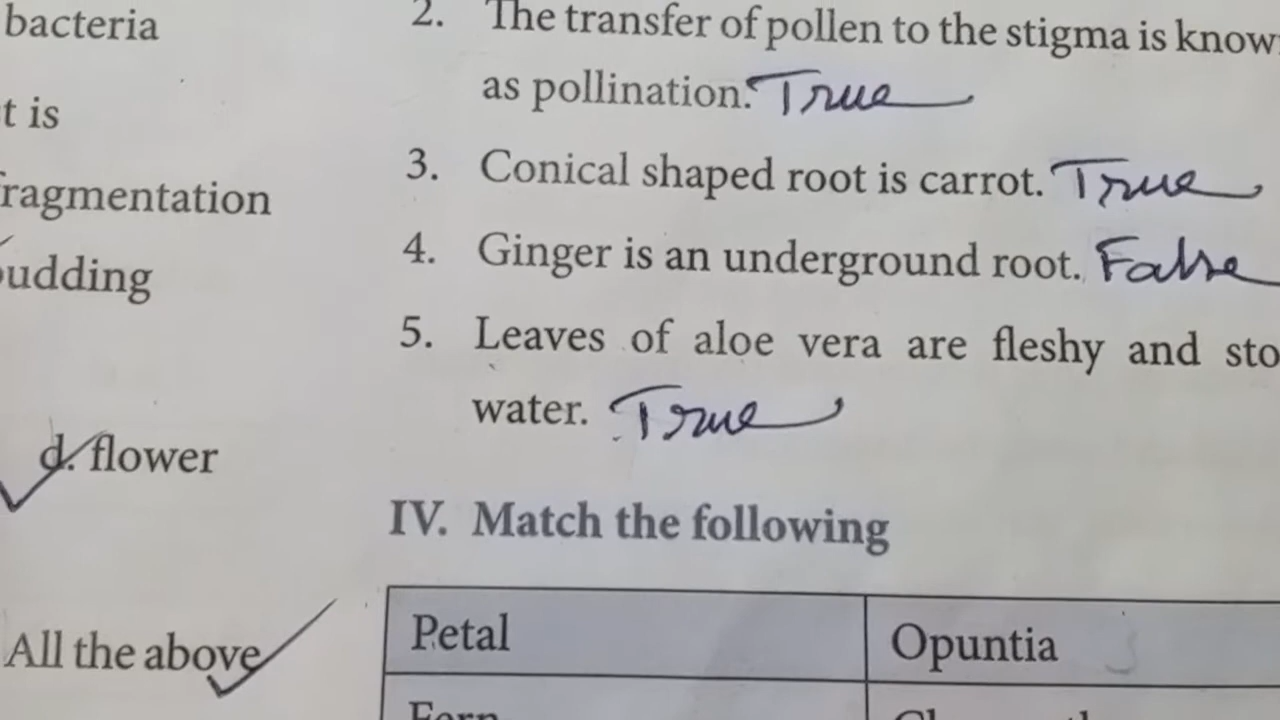 bacteria
t is
ragmentation
udding
d. flower
All the above
2. The transfer of pollen to the stigma is know
as pollination. True
3. Conical shaped root is carrot. True
4. Ginger is an underground root. False
5. Leaves of aloe vera are fleshy and sto
water. True
IV. Match the following
Petal Opuntia
Fern